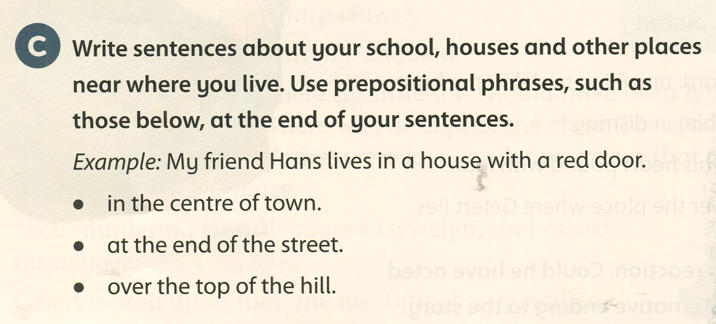 C Write sentences about your school, houses and other places
near where you live. Use prepositional phrases, such as
those below, at the end of your sentences.
Example: My friend Hans lives in a house with a red door.
• in the centre of town.
• at the end of the street.
• over the top of the hill.